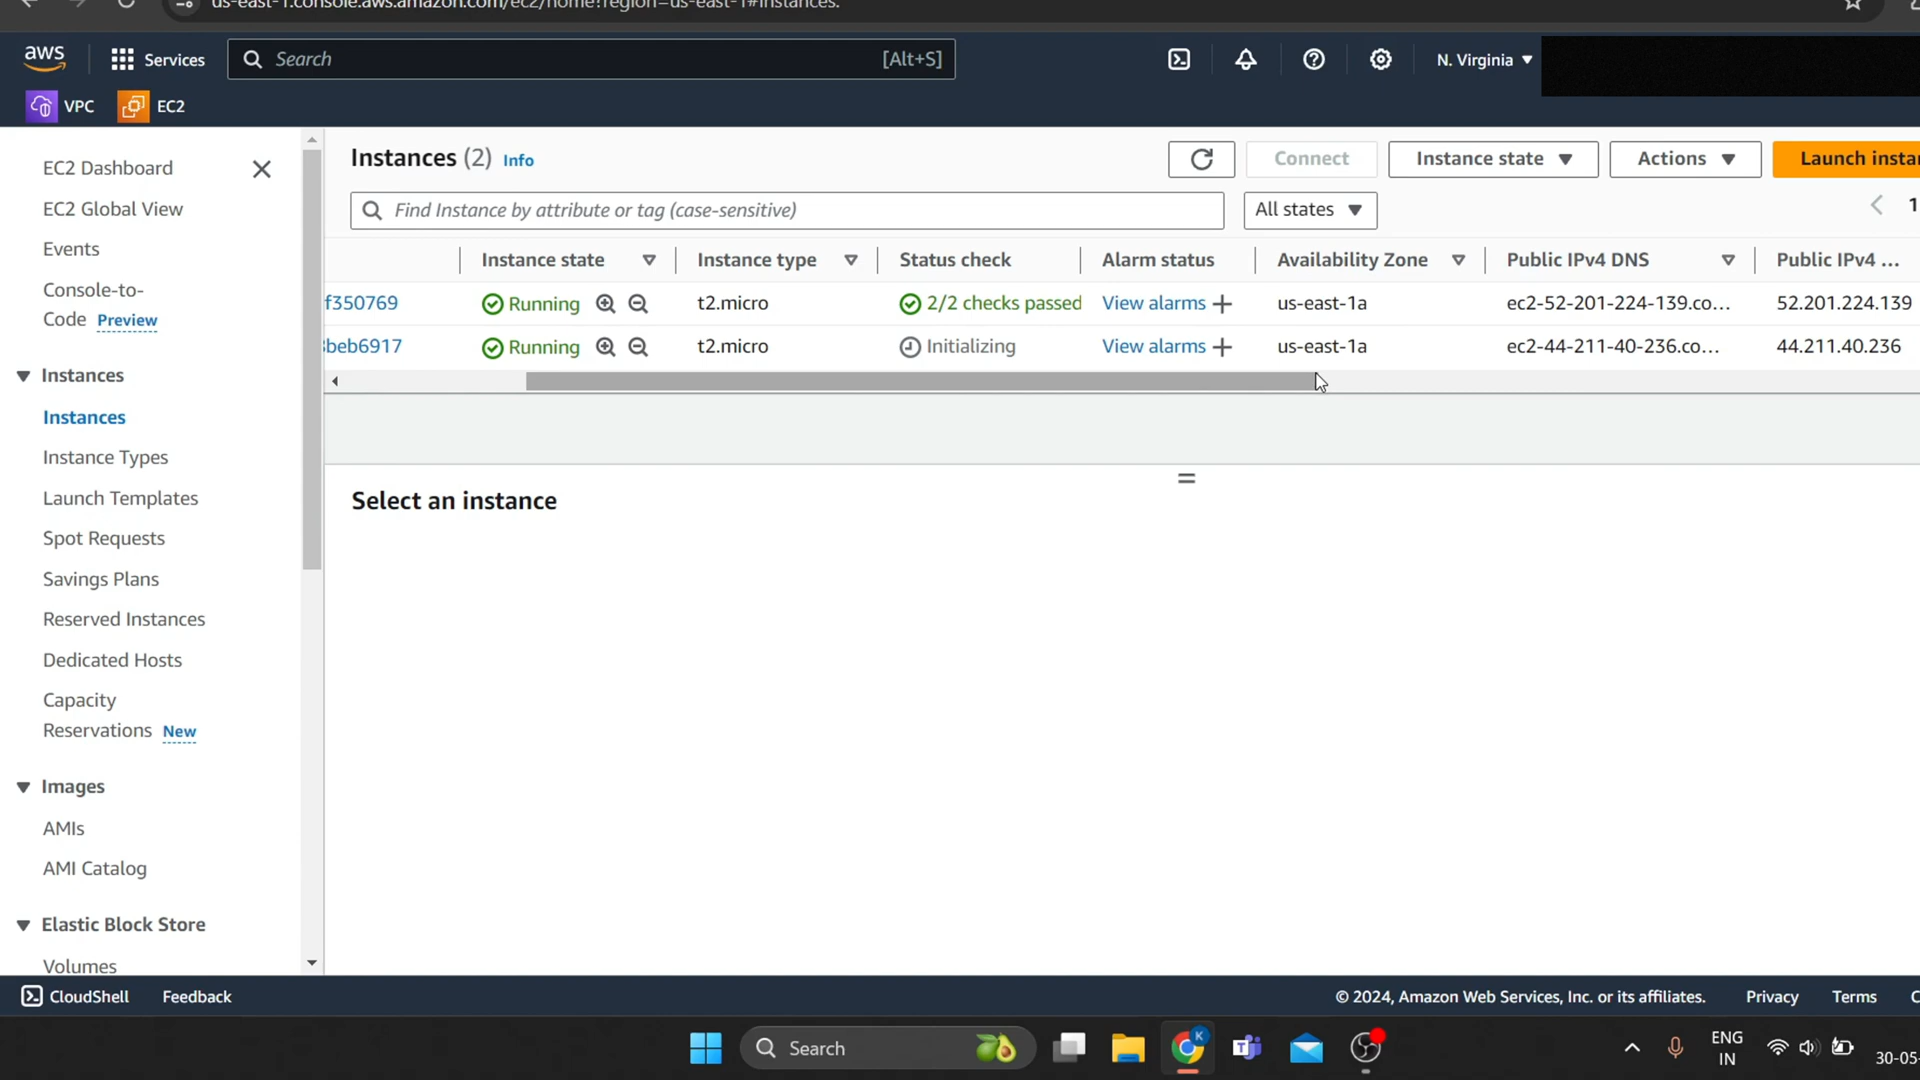 us-east-1.console.aws.amazon.com/ec2/home?region=us-east-1#Instances:
aws
Services
Search
[Alt+S]
N. Virginia
VPC
EC2
EC2 Dashboard
EC2 Global View
Events
Console-to-
Code Preview
Instances
Instances
Instance Types
Launch Templates
Spot Requests
Savings Plans
Reserved Instances
Dedicated Hosts
Capacity
Reservations New
Images
AMIs
AMI Catalog
Elastic Block Store
Volumes
Instances (2) Info
Connect
Instance state
Actions
Launch instan
Find Instance by attribute or tag (case-sensitive)
All states
1
Instance state Instance type Status check Alarm status Availability Zone Public IPv4 DNS Public IPv4 ...
f350769 Running t2.micro 2/2 checks passed View alarms + us-east-1a ec2-52-201-224-139.co... 52.201.224.139
beb6917 Running t2.micro Initializing View alarms + us-east-1a ec2-44-211-40-236.co... 44.211.40.236
Select an instance
CloudShell Feedback © 2024, Amazon Web Services, Inc. or its affiliates. Privacy Terms C
Search
K
ENG
IN
30-05-